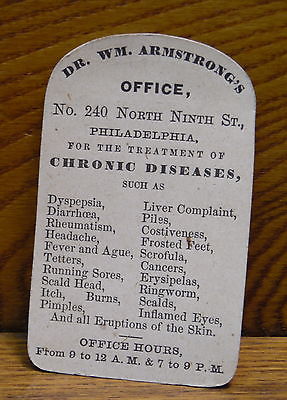 DR. WM. ARMSTRONG'S
OFFICE,
No. 240 NORTH NINTH ST.,
PHILADELPHIA,
FOR THE TREATMENT OF
CHRONIC DISEASES,
SUCH AS
Dyspepsia, Liver Complaint,
Diarrhœa, Piles,
Rheumatism, Costiveness,
Headache, Frosted Feet,
Fever and Ague, Scrofula,
Tetters, Cancers,
Running Sores, Erysipelas,
Scald Head, Ringworm,
Itch, Burns, Scalds,
Pimples, Inflamed Eyes,
And all Eruptions of the Skin.
OFFICE HOURS,
From 9 to 12 A. M. & 7 to 9 P. M.